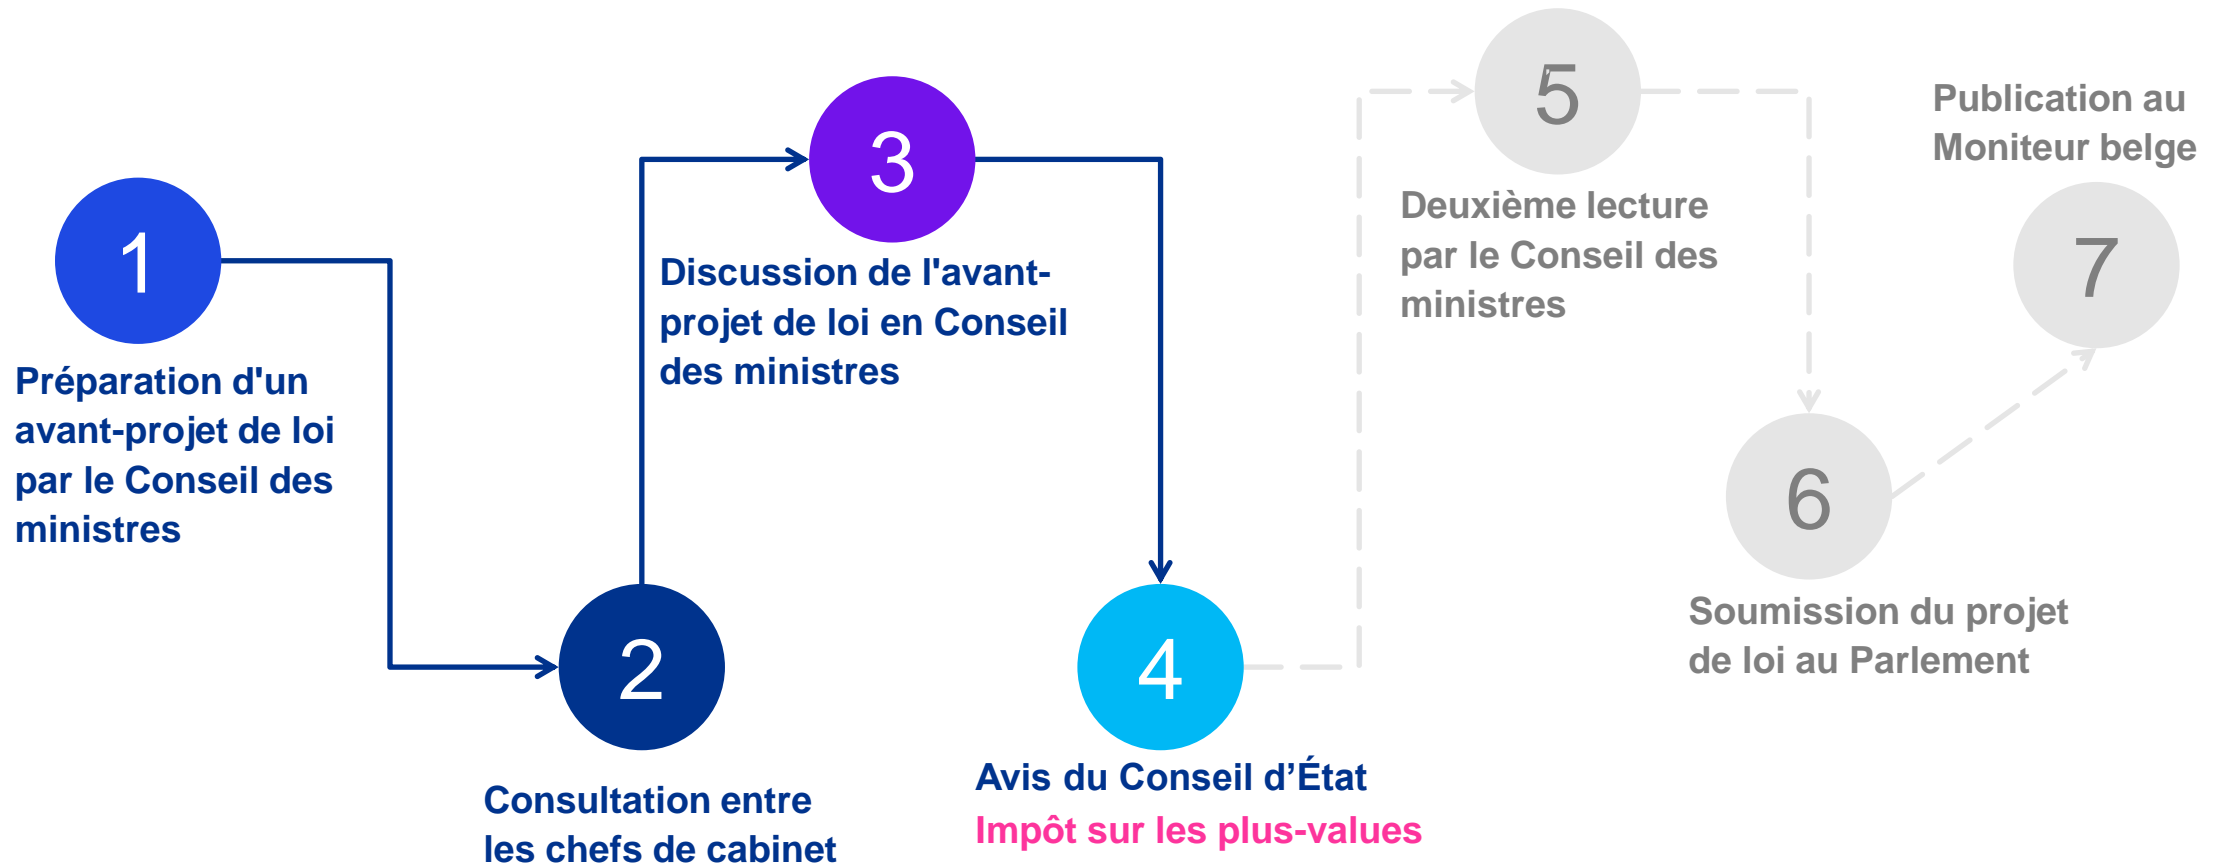 1
Préparation d'un
avant-projet de loi
par le Conseil des
ministres
2
Consultation entre
les chefs de cabinet
3
Discussion de l'avant-
projet de loi en Conseil
des ministres
4
Avis du Conseil d’État
Impôt sur les plus-values
5
Deuxième lecture
par le Conseil des
ministres
6
Soumission du projet
de loi au Parlement
Publication au
Moniteur belge
7